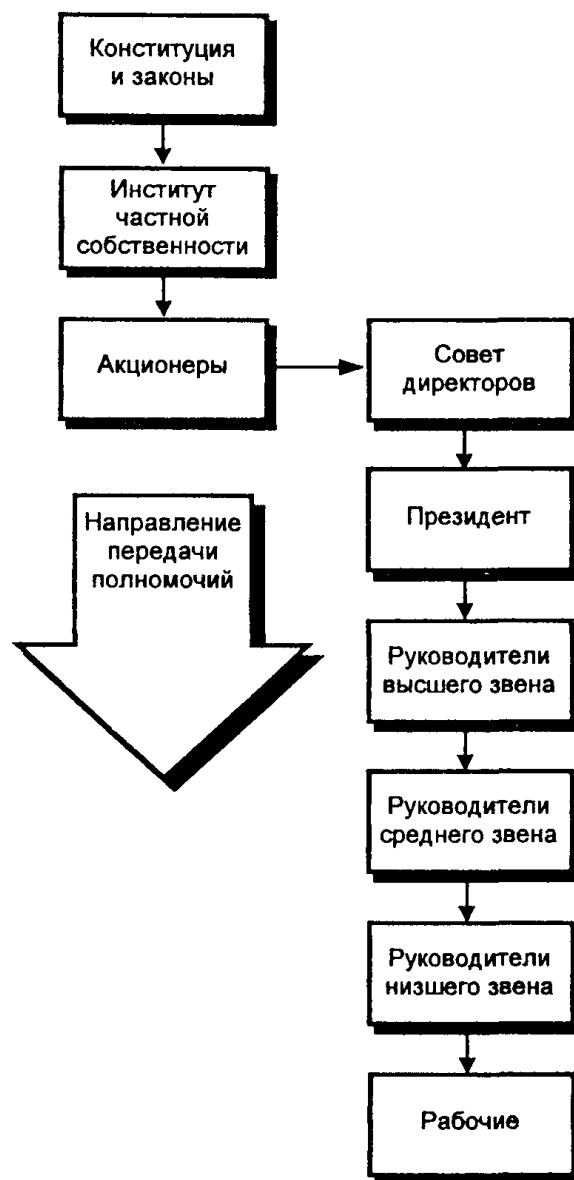 Конституция
и законы
Институт
частной
собственности
Акционеры
Совет
директоров
Направление
передачи
полномочий
Президент
Руководители
высшего звена
Руководители
среднего звена
Руководители
низшего звена
Рабочие